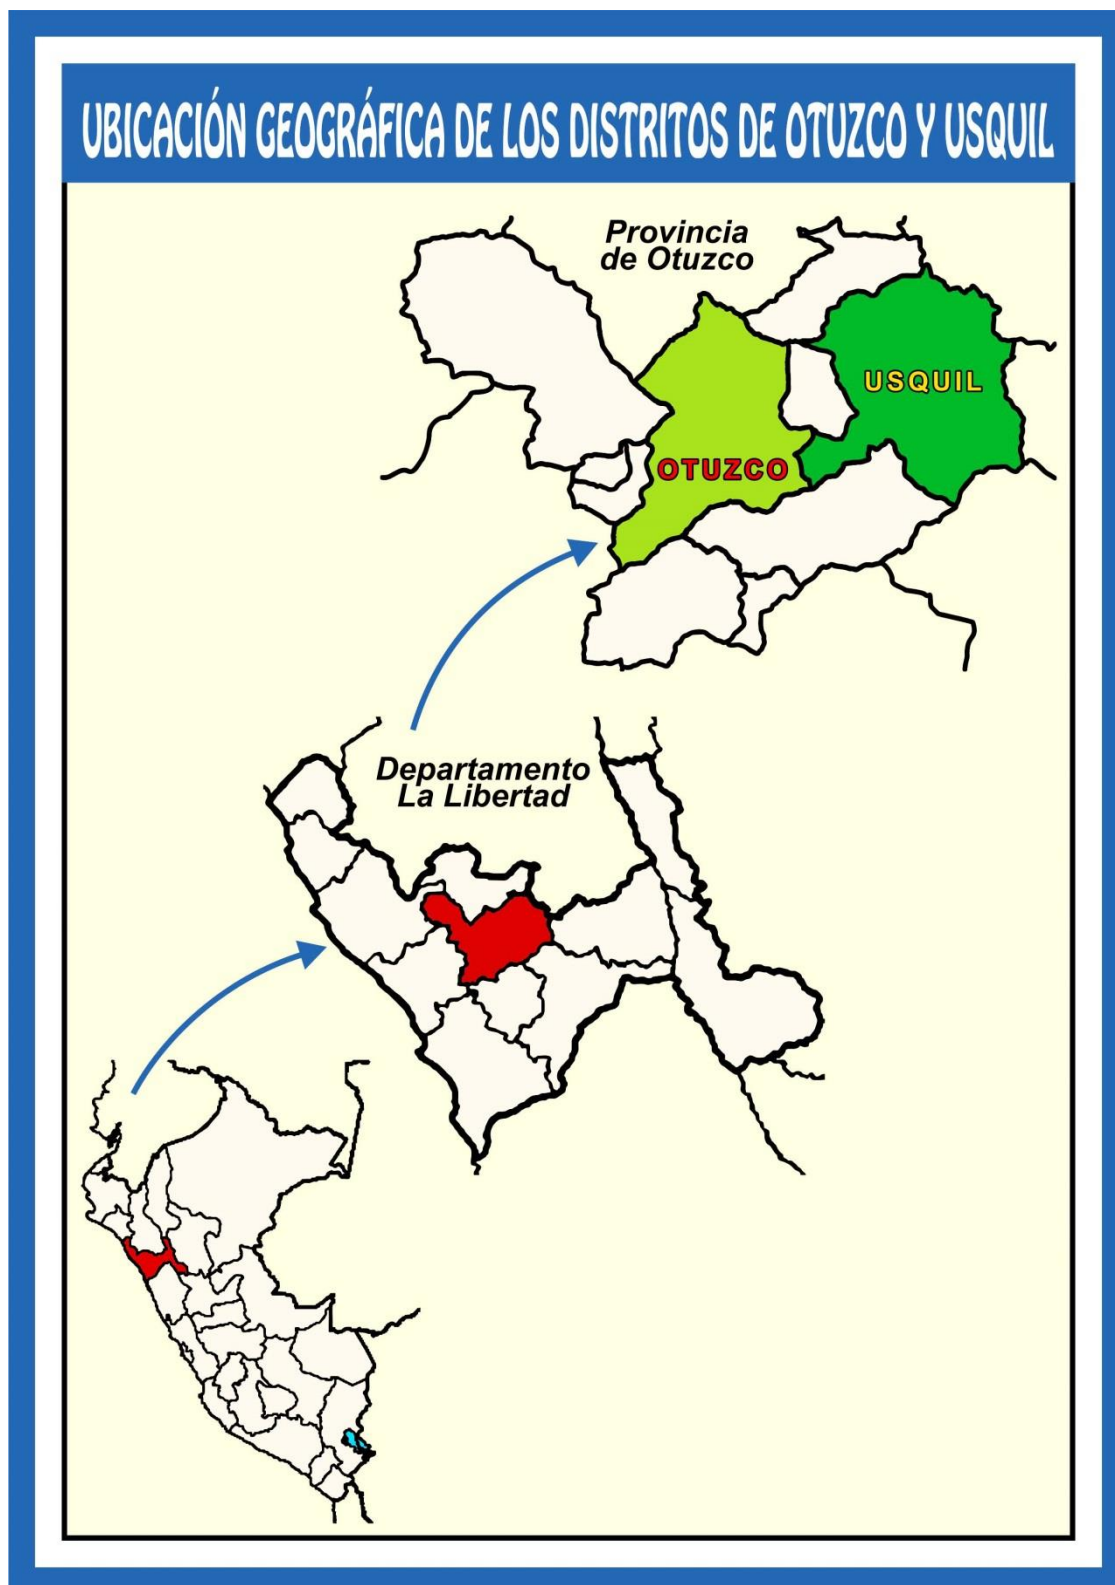 UBICACIÓN GEOGRÁFICA DE LOS DISTRITOS DE OTUZCO Y USQUIL
Provincia
de Otuzco
USQUIL
OTUZCO
Departamento
La Libertad